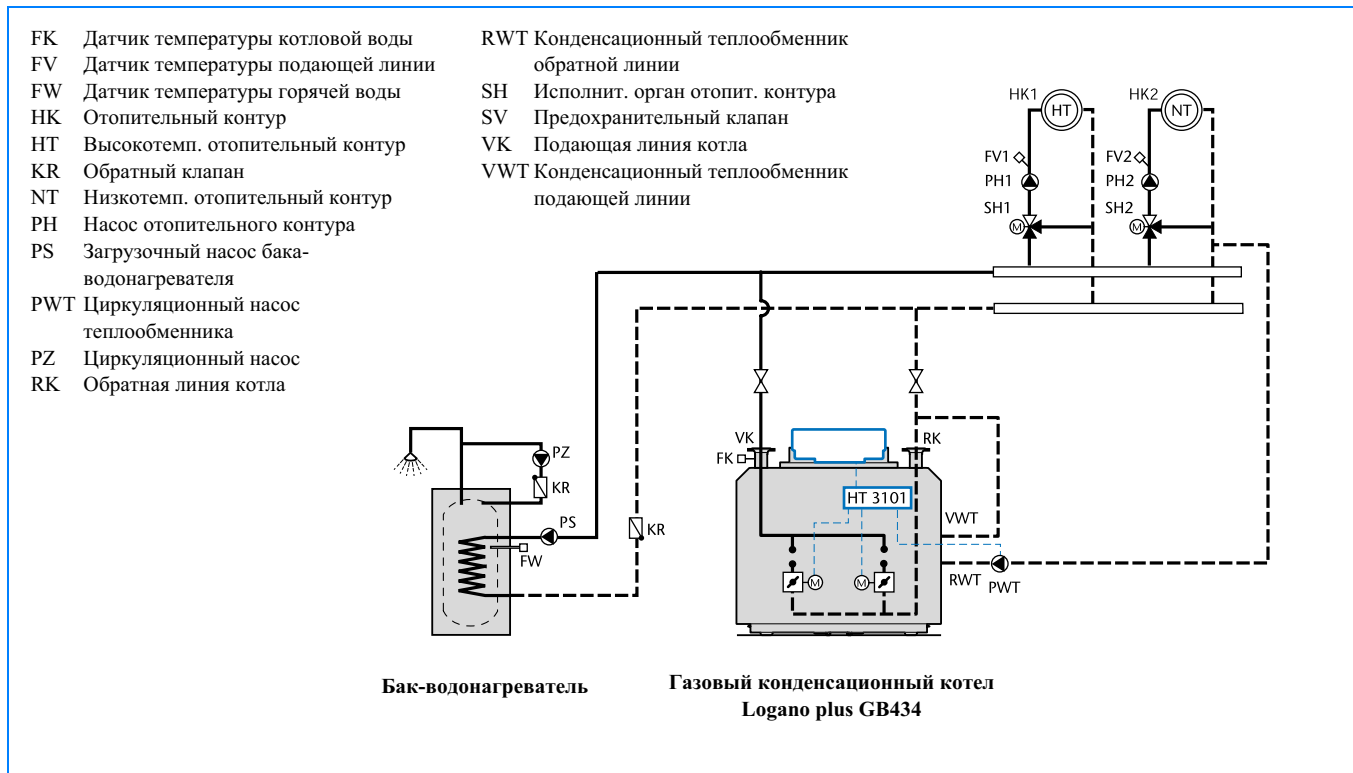 FK Датчик температуры котловой воды
FV Датчик температуры подающей линии
FW Датчик температуры горячей воды
HK Отопительный контур
HT Высокотемп. отопительный контур
KR Обратный клапан
NT Низкотемп. отопительный контур
PH Насос отопительного контура
PS Загрузочный насос бака-
водонагревателя
PWT Циркуляционный насос
теплообменника
PZ Циркуляционный насос
RK Обратная линия котла
RWT Конденсационный теплообменник
обратной линии
SH Исполнит. орган отопит. контура
SV Предохранительный клапан
VK Подающая линия котла
VWT Конденсационный теплообменник
подающей линии
HK1 HT HK2 NT
FV1 FV2
PH1 PH2
SH1 SH2
M M
VK RK
FK
PZ
KR
HT 3101
PS
KR
VWT
FW
M M
RWT PWT
Бак-водонагреватель
Газовый конденсационный котел
Logano plus GB434